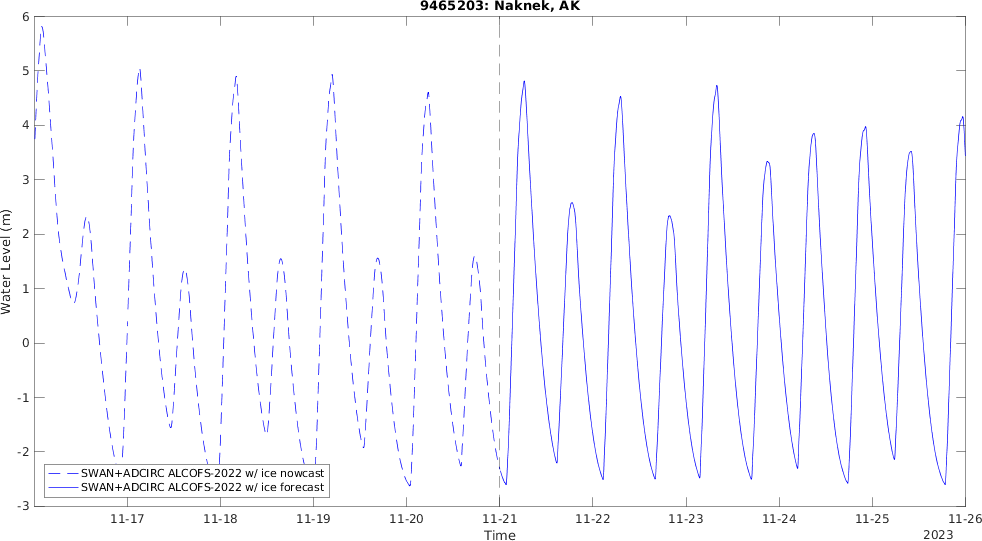 9465203: Naknek, AK
6
5
4
3
2
1
0
-1
-2
-3
Water Level (m)
SWAN+ADCIRC ALCOFS-2022 w/ ice nowcast
SWAN+ADCIRC ALCOFS-2022 w/ ice forecast
11-17 11-18 11-19 11-20 11-21 11-22 11-23 11-24 11-25 11-26
Time
2023